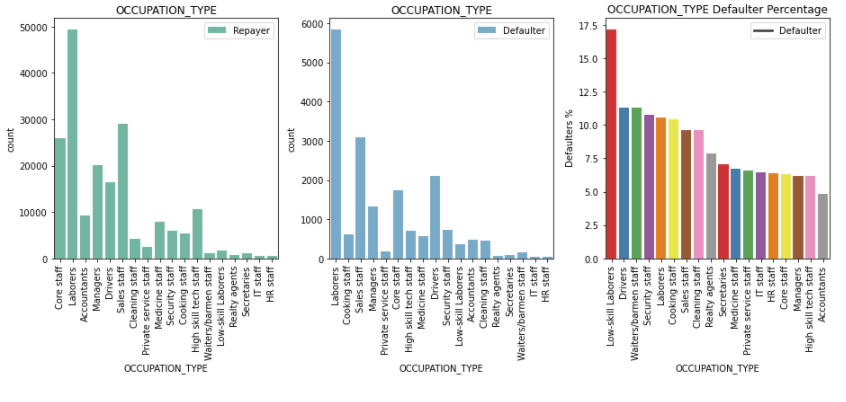 OCCUPATION_TYPE
Repayer
50000
40000
30000
20000
10000
0
count
Core staff
Laborers
Accountants
Managers
Drivers
Sales staff
Cleaning staff
Private service staff
Medicine staff
Security staff
Cooking staff
High skill tech staff
Waiters/barmen staff
Low-skill Laborers
Realty agents
Secretaries
IT staff
HR staff
OCCUPATION_TYPE
OCCUPATION_TYPE
Defaulter
6000
5000
4000
3000
2000
1000
0
count
Laborers
Cooking staff
Sales staff
Managers
Private service staff
Core staff
High skill tech staff
Medicine staff
Drivers
Security staff
Low-skill Laborers
Accountants
Cleaning staff
Realty agents
Secretaries
Waiters/barmen staff
IT staff
HR staff
OCCUPATION_TYPE
OCCUPATION_TYPE Defaulter Percentage
Defaulter
17.5
15.0
12.5
10.0
7.5
5.0
2.5
0.0
Defaulters %
Low-skill Laborers
Drivers
Waiters/barmen staff
Security staff
Laborers
Cooking staff
Sales staff
Cleaning staff
Realty agents
Secretaries
Medicine staff
Private service staff
IT staff
HR staff
Core staff
Managers
High skill tech staff
Accountants
OCCUPATION_TYPE